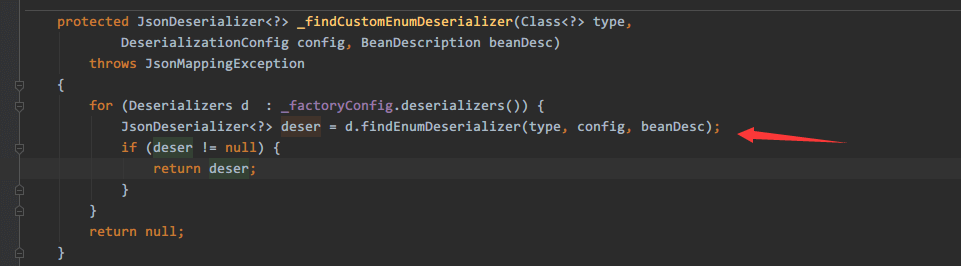 protected JsonDeserializer<?> _findCustomEnumDeserializer(Class<?> type,
        DeserializationConfig config, BeanDescription beanDesc)
    throws JsonMappingException
{
    for (Deserializers d  : _factoryConfig.deserializers()) {
        JsonDeserializer<?> deser = d.findEnumDeserializer(type, config, beanDesc);
        if (deser != null) {
            return deser;
        }
    }
    return null;
}